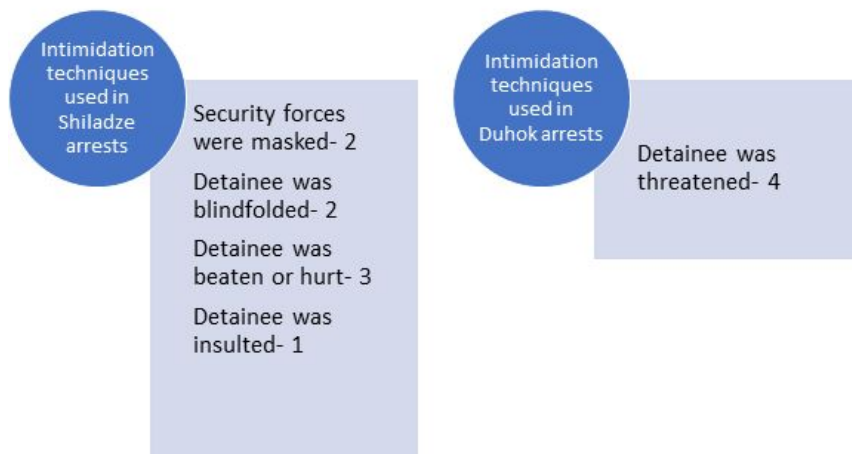 Intimidation
techniques
used in
Shiladze
arrests
Security forces
were masked- 2
Detainee was
blindfolded- 2
Detainee was
beaten or hurt- 3
Detainee was
insulted- 1
Intimidation
techniques
used in
Duhok arrests
Detainee was
threatened- 4